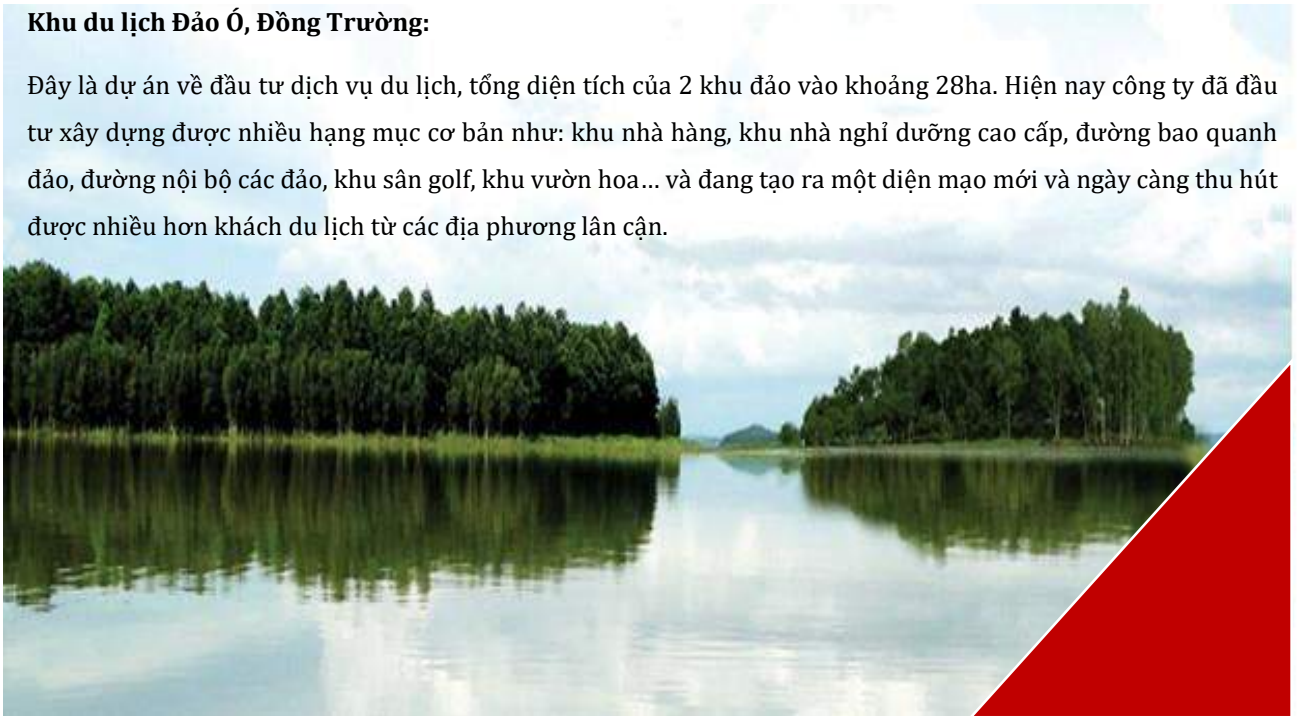 Khu du lịch Đảo Ó, Đồng Trường:
Đây là dự án về đầu tư dịch vụ du lịch, tổng diện tích của 2 khu đảo vào khoảng 28ha. Hiện nay công ty đã đầu
tư xây dựng được nhiều hạng mục cơ bản như: khu nhà hàng, khu nhà nghỉ dưỡng cao cấp, đường bao quanh
đảo, đường nội bộ các đảo, khu sân golf, khu vườn hoa… và đang tạo ra một diện mạo mới và ngày càng thu hút
được nhiều hơn khách du lịch từ các địa phương lân cận.